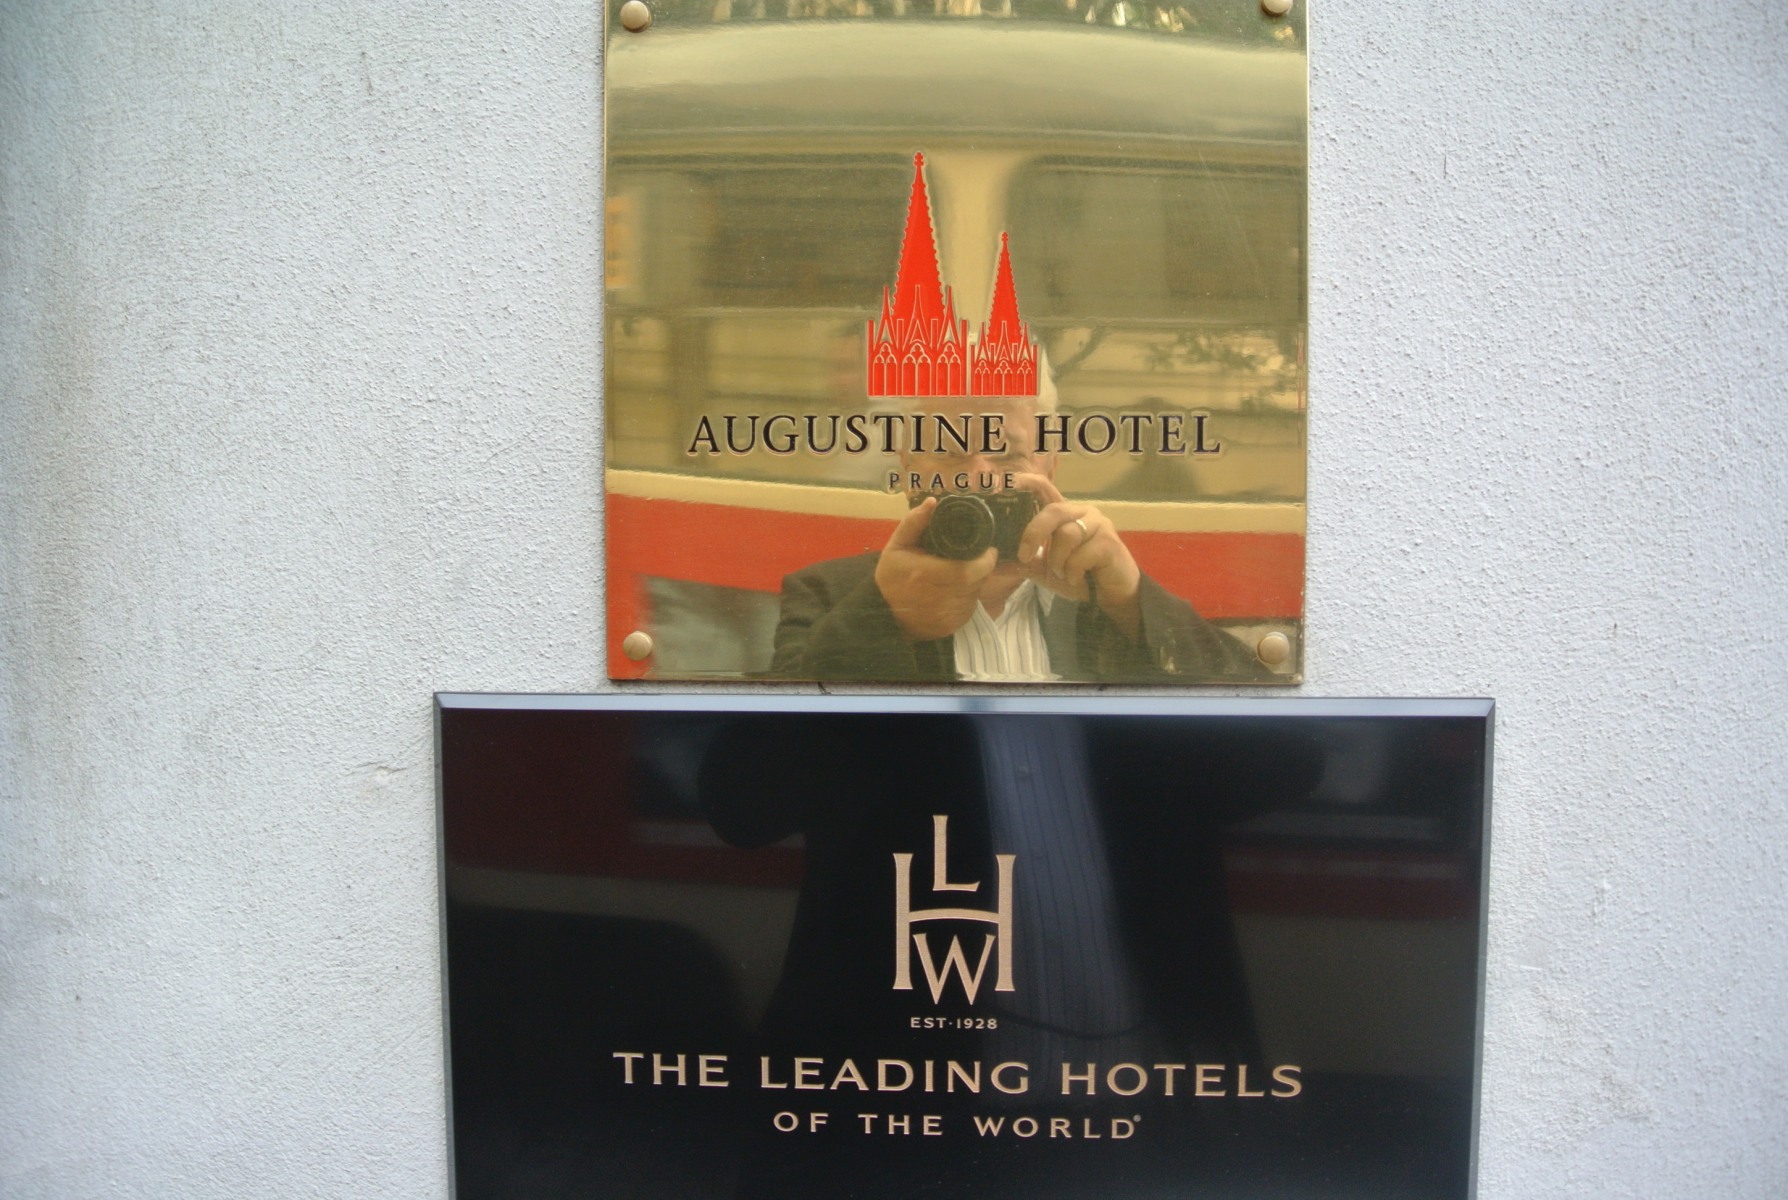 AUGUSTINE HOTEL
PRAGUE
L
H
W
EST·1928
THE LEADING HOTELS
OF THE WORLD®